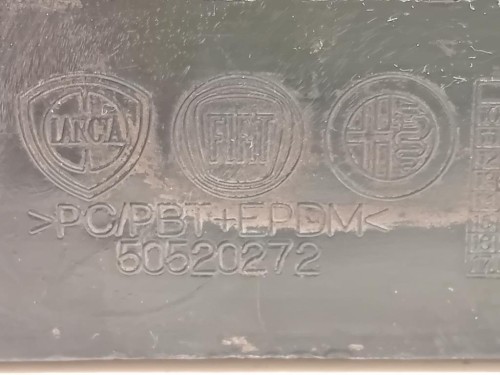 LANCIA
FIAT
>PC/PBT+EPDM<
50520272